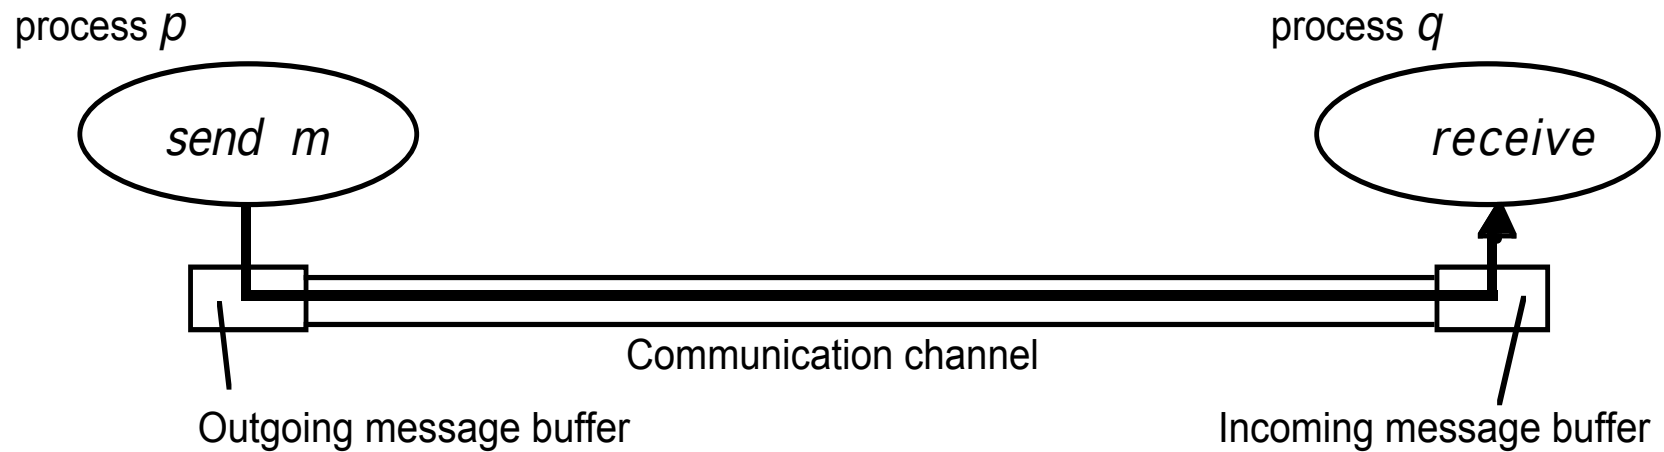 process p
process q
send m
receive
Communication channel
Outgoing message buffer
Incoming message buffer